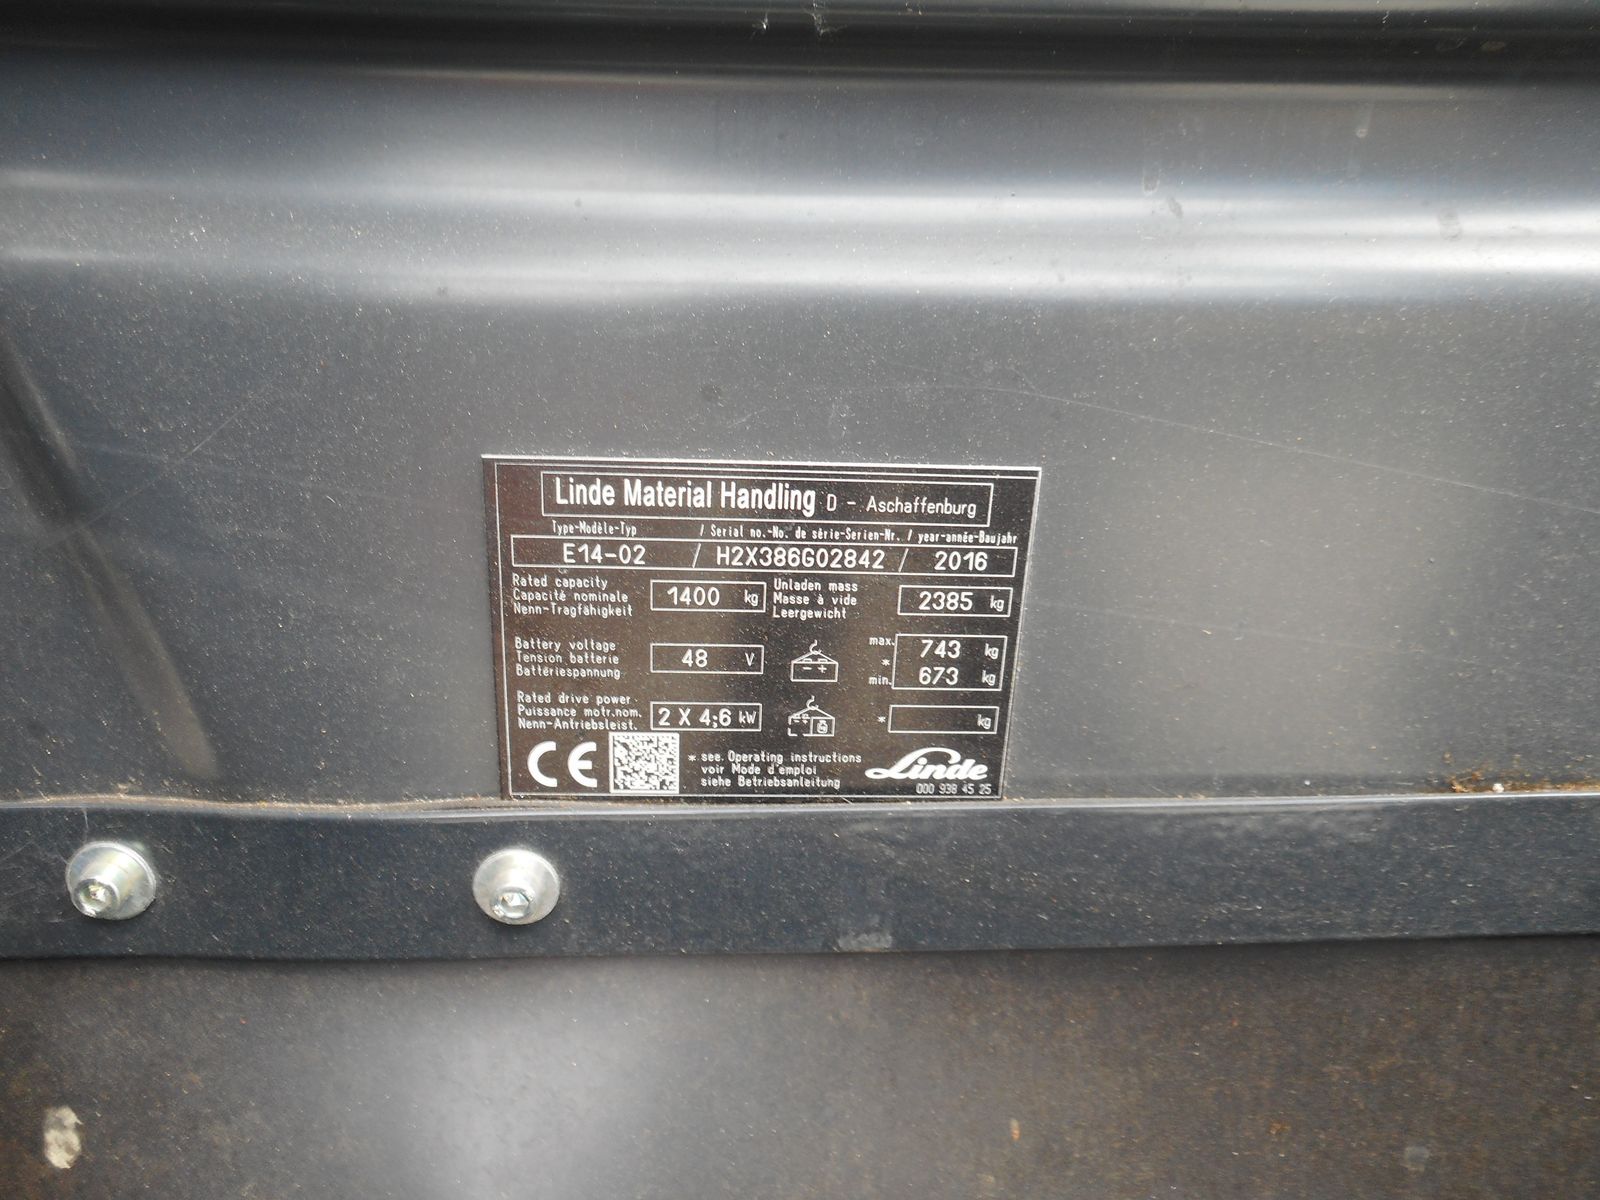 Linde Material Handling D - Aschaffenburg
Type-Modèle-Typ / Serial no.-No. de série-Serien-Nr. / year-année-Baujahr
E14-02 / H2X386G02842 / 2016
Rated capacity
Capacité nominale
Nenn-Tragfähigkeit
1400 kg
Unladen mass
Masse à vide
Leergewicht
2385 kg
Battery voltage
Tension batterie
Batteriespannung
48 V
- +
max. 743 kg
*
min. 673 kg
Rated drive power
Puissance motr.nom.
Nenn-Antriebsleist.
2 X 4;6 kW
* kg
CE
* see. Operating instructions
voir Mode d'emploi
siehe Betriebsanleitung
Linde
000 938 45 25